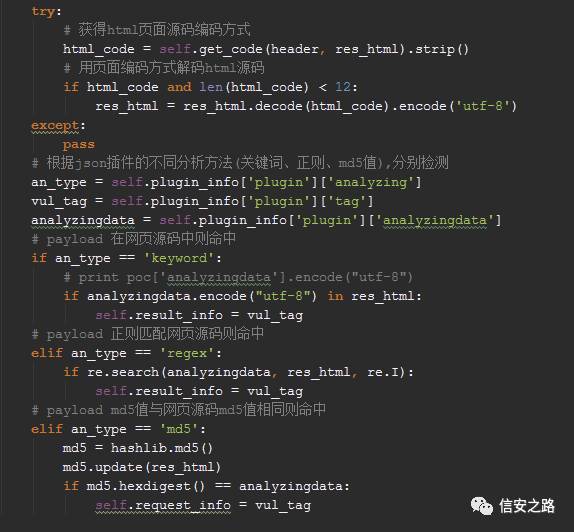 try:
    # 获得html页面源码编码方式
    html_code = self.get_code(header, res_html).strip()
    # 用页面编码方式解码html源码
    if html_code and len(html_code) < 12:
        res_html = res_html.decode(html_code).encode('utf-8')
except:
    pass
# 根据json插件的不同分析方法(关键词、正则、md5值),分别检测
an_type = self.plugin_info['plugin']['analyzing']
vul_tag = self.plugin_info['plugin']['tag']
analyzingdata = self.plugin_info['plugin']['analyzingdata']
# payload 在网页源码中则命中
if an_type == 'keyword':
    # print poc['analyzingdata'].encode("utf-8")
    if analyzingdata.encode("utf-8") in res_html:
        self.result_info = vul_tag
# payload 正则匹配网页源码则命中
elif an_type == 'regex':
    if re.search(analyzingdata, res_html, re.I):
        self.result_info = vul_tag
# payload md5值与网页源码md5值相同则命中
elif an_type == 'md5':
    md5 = hashlib.md5()
    md5.update(res_html)
    if md5.hexdigest() == analyzingdata:
        self.request_info = vul_tag
信安之路